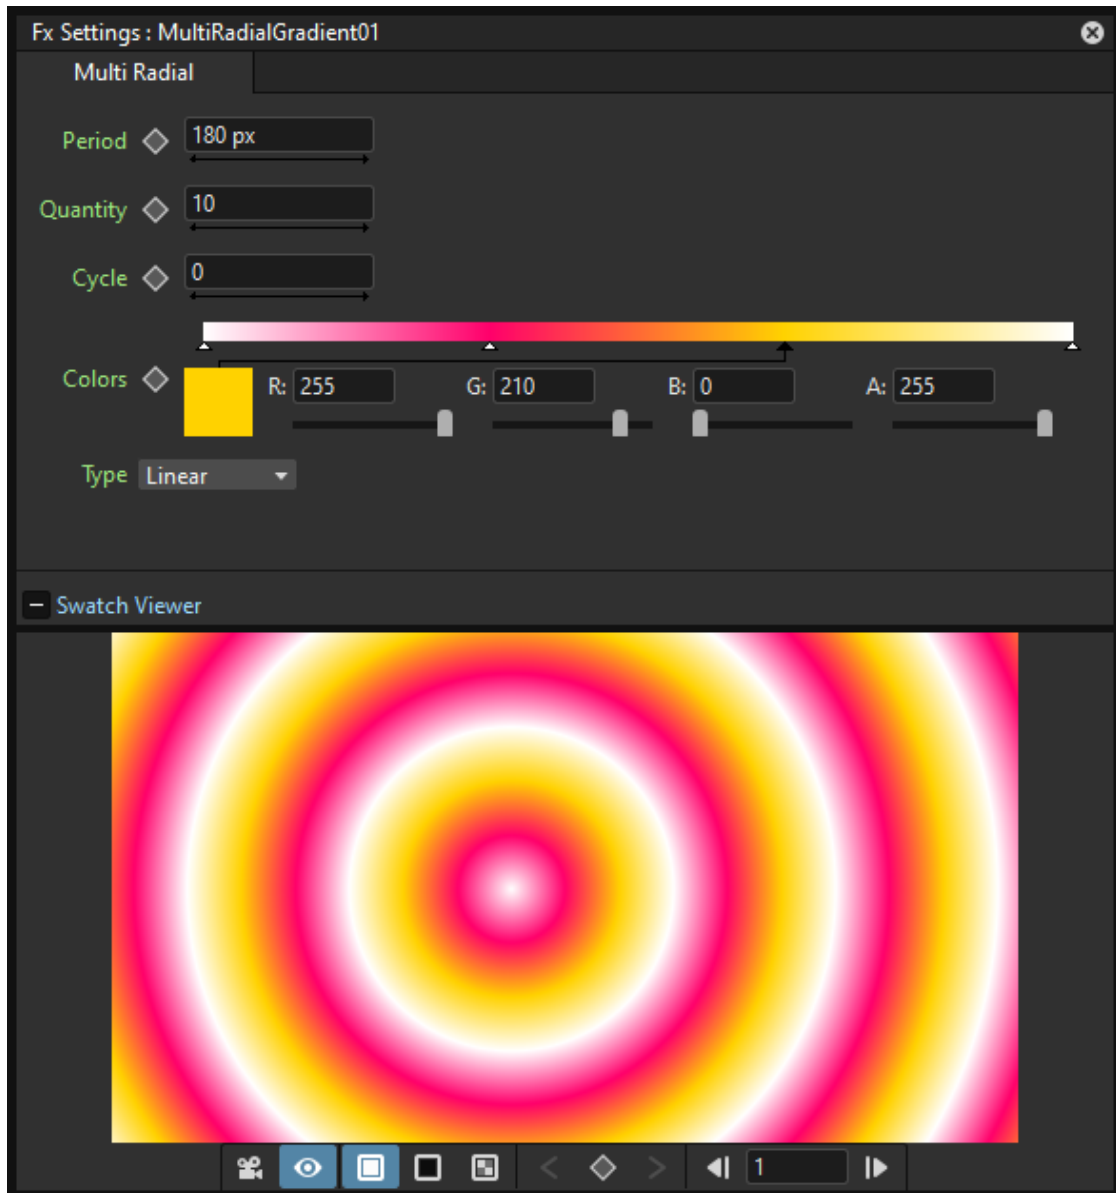 Fx Settings : MultiRadialGradient01
Multi Radial
Period 180 px
Quantity 10
Cycle 0
Colors R: 255 G: 210 B: 0 A: 255
Type Linear
Swatch Viewer
1